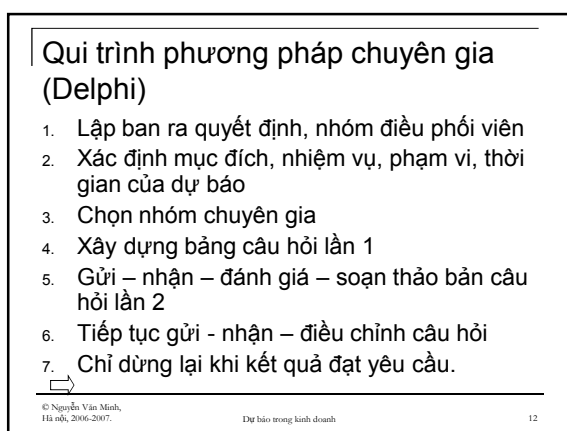 Qui trình phương pháp chuyên gia
(Delphi)
1. Lập ban ra quyết định, nhóm điều phối viên
2. Xác định mục đích, nhiệm vụ, phạm vi, thời
gian của dự báo
3. Chọn nhóm chuyên gia
4. Xây dựng bảng câu hỏi lần 1
5. Gửi – nhận – đánh giá – soạn thảo bản câu
hỏi lần 2
6. Tiếp tục gửi - nhận – điều chỉnh câu hỏi
7. Chỉ dừng lại khi kết quả đạt yêu cầu.
© Nguyễn Văn Minh,
Hà nội, 2006-2007.
Dự báo trong kinh doanh
12